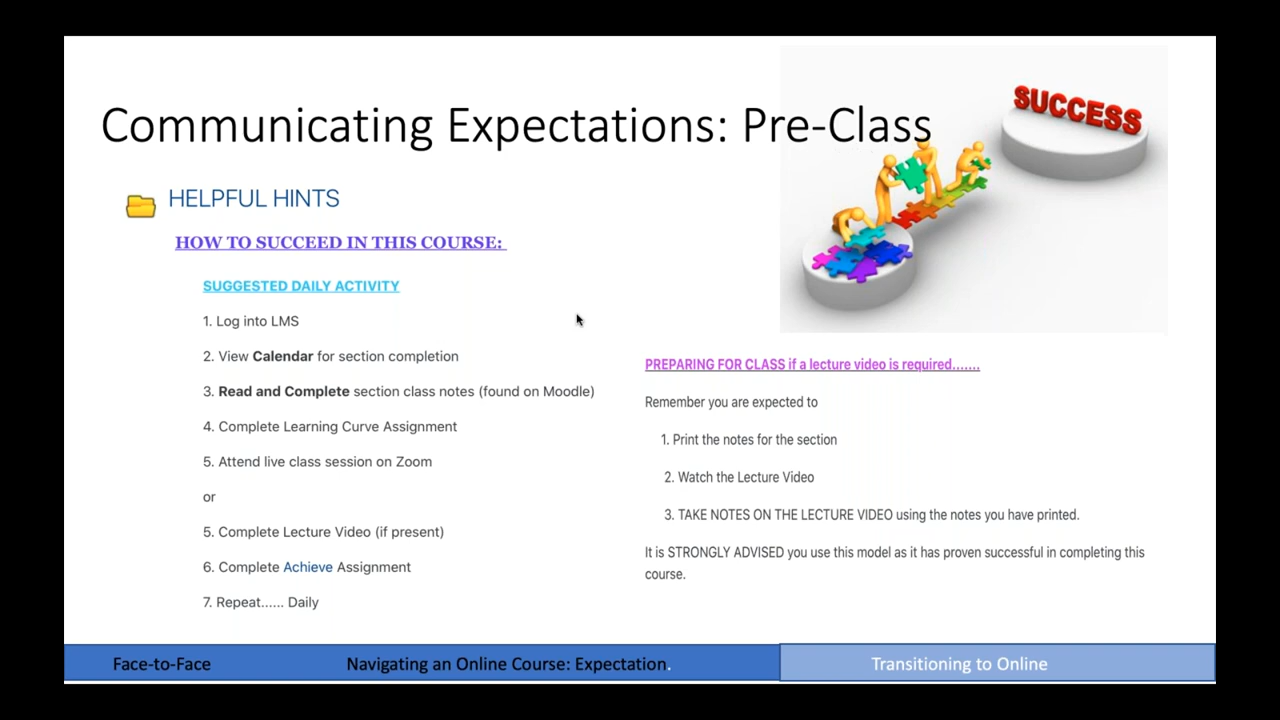 Communicating Expectations: Pre-Class
SUCCESS
HELPFUL HINTS
HOW TO SUCCEED IN THIS COURSE:
SUGGESTED DAILY ACTIVITY
1. Log into LMS
2. View Calendar for section completion
3. Read and Complete section class notes (found on Moodle)
4. Complete Learning Curve Assignment
5. Attend live class session on Zoom
or
5. Complete Lecture Video (if present)
6. Complete Achieve Assignment
7. Repeat...... Daily
PREPARING FOR CLASS if a lecture video is required.......
Remember you are expected to
1. Print the notes for the section
2. Watch the Lecture Video
3. TAKE NOTES ON THE LECTURE VIDEO using the notes you have printed.
It is STRONGLY ADVISED you use this model as it has proven successful in completing this
course.
Face-to-Face
Navigating an Online Course: Expectation.
Transitioning to Online